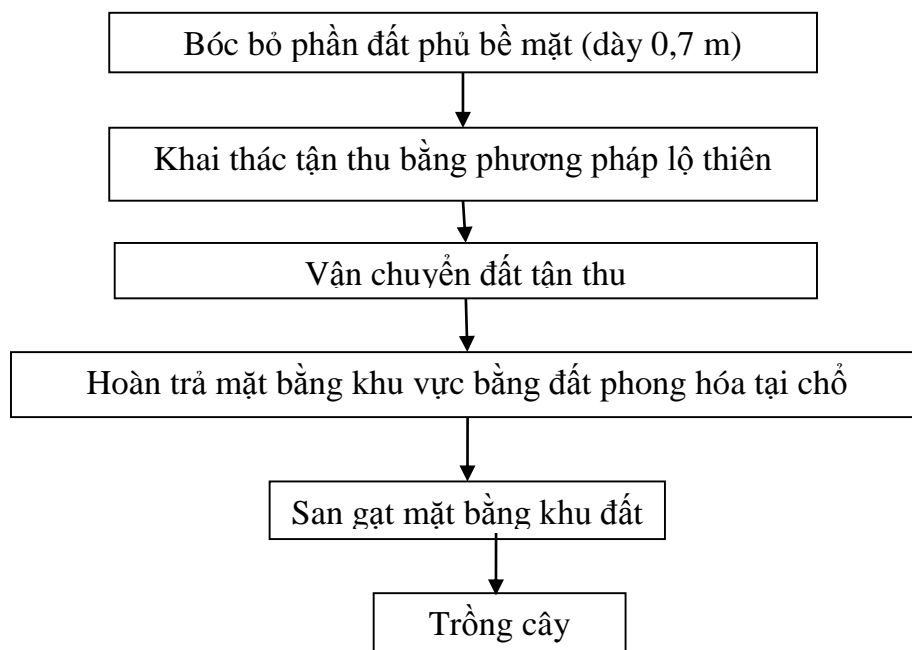 Bóc bỏ phần đất phủ bề mặt (dày 0,7 m)
Khai thác tận thu bằng phương pháp lộ thiên
Vận chuyển đất tận thu
Hoàn trả mặt bằng khu vực bằng đất phong hóa tại chổ
San gạt mặt bằng khu đất
Trồng cây